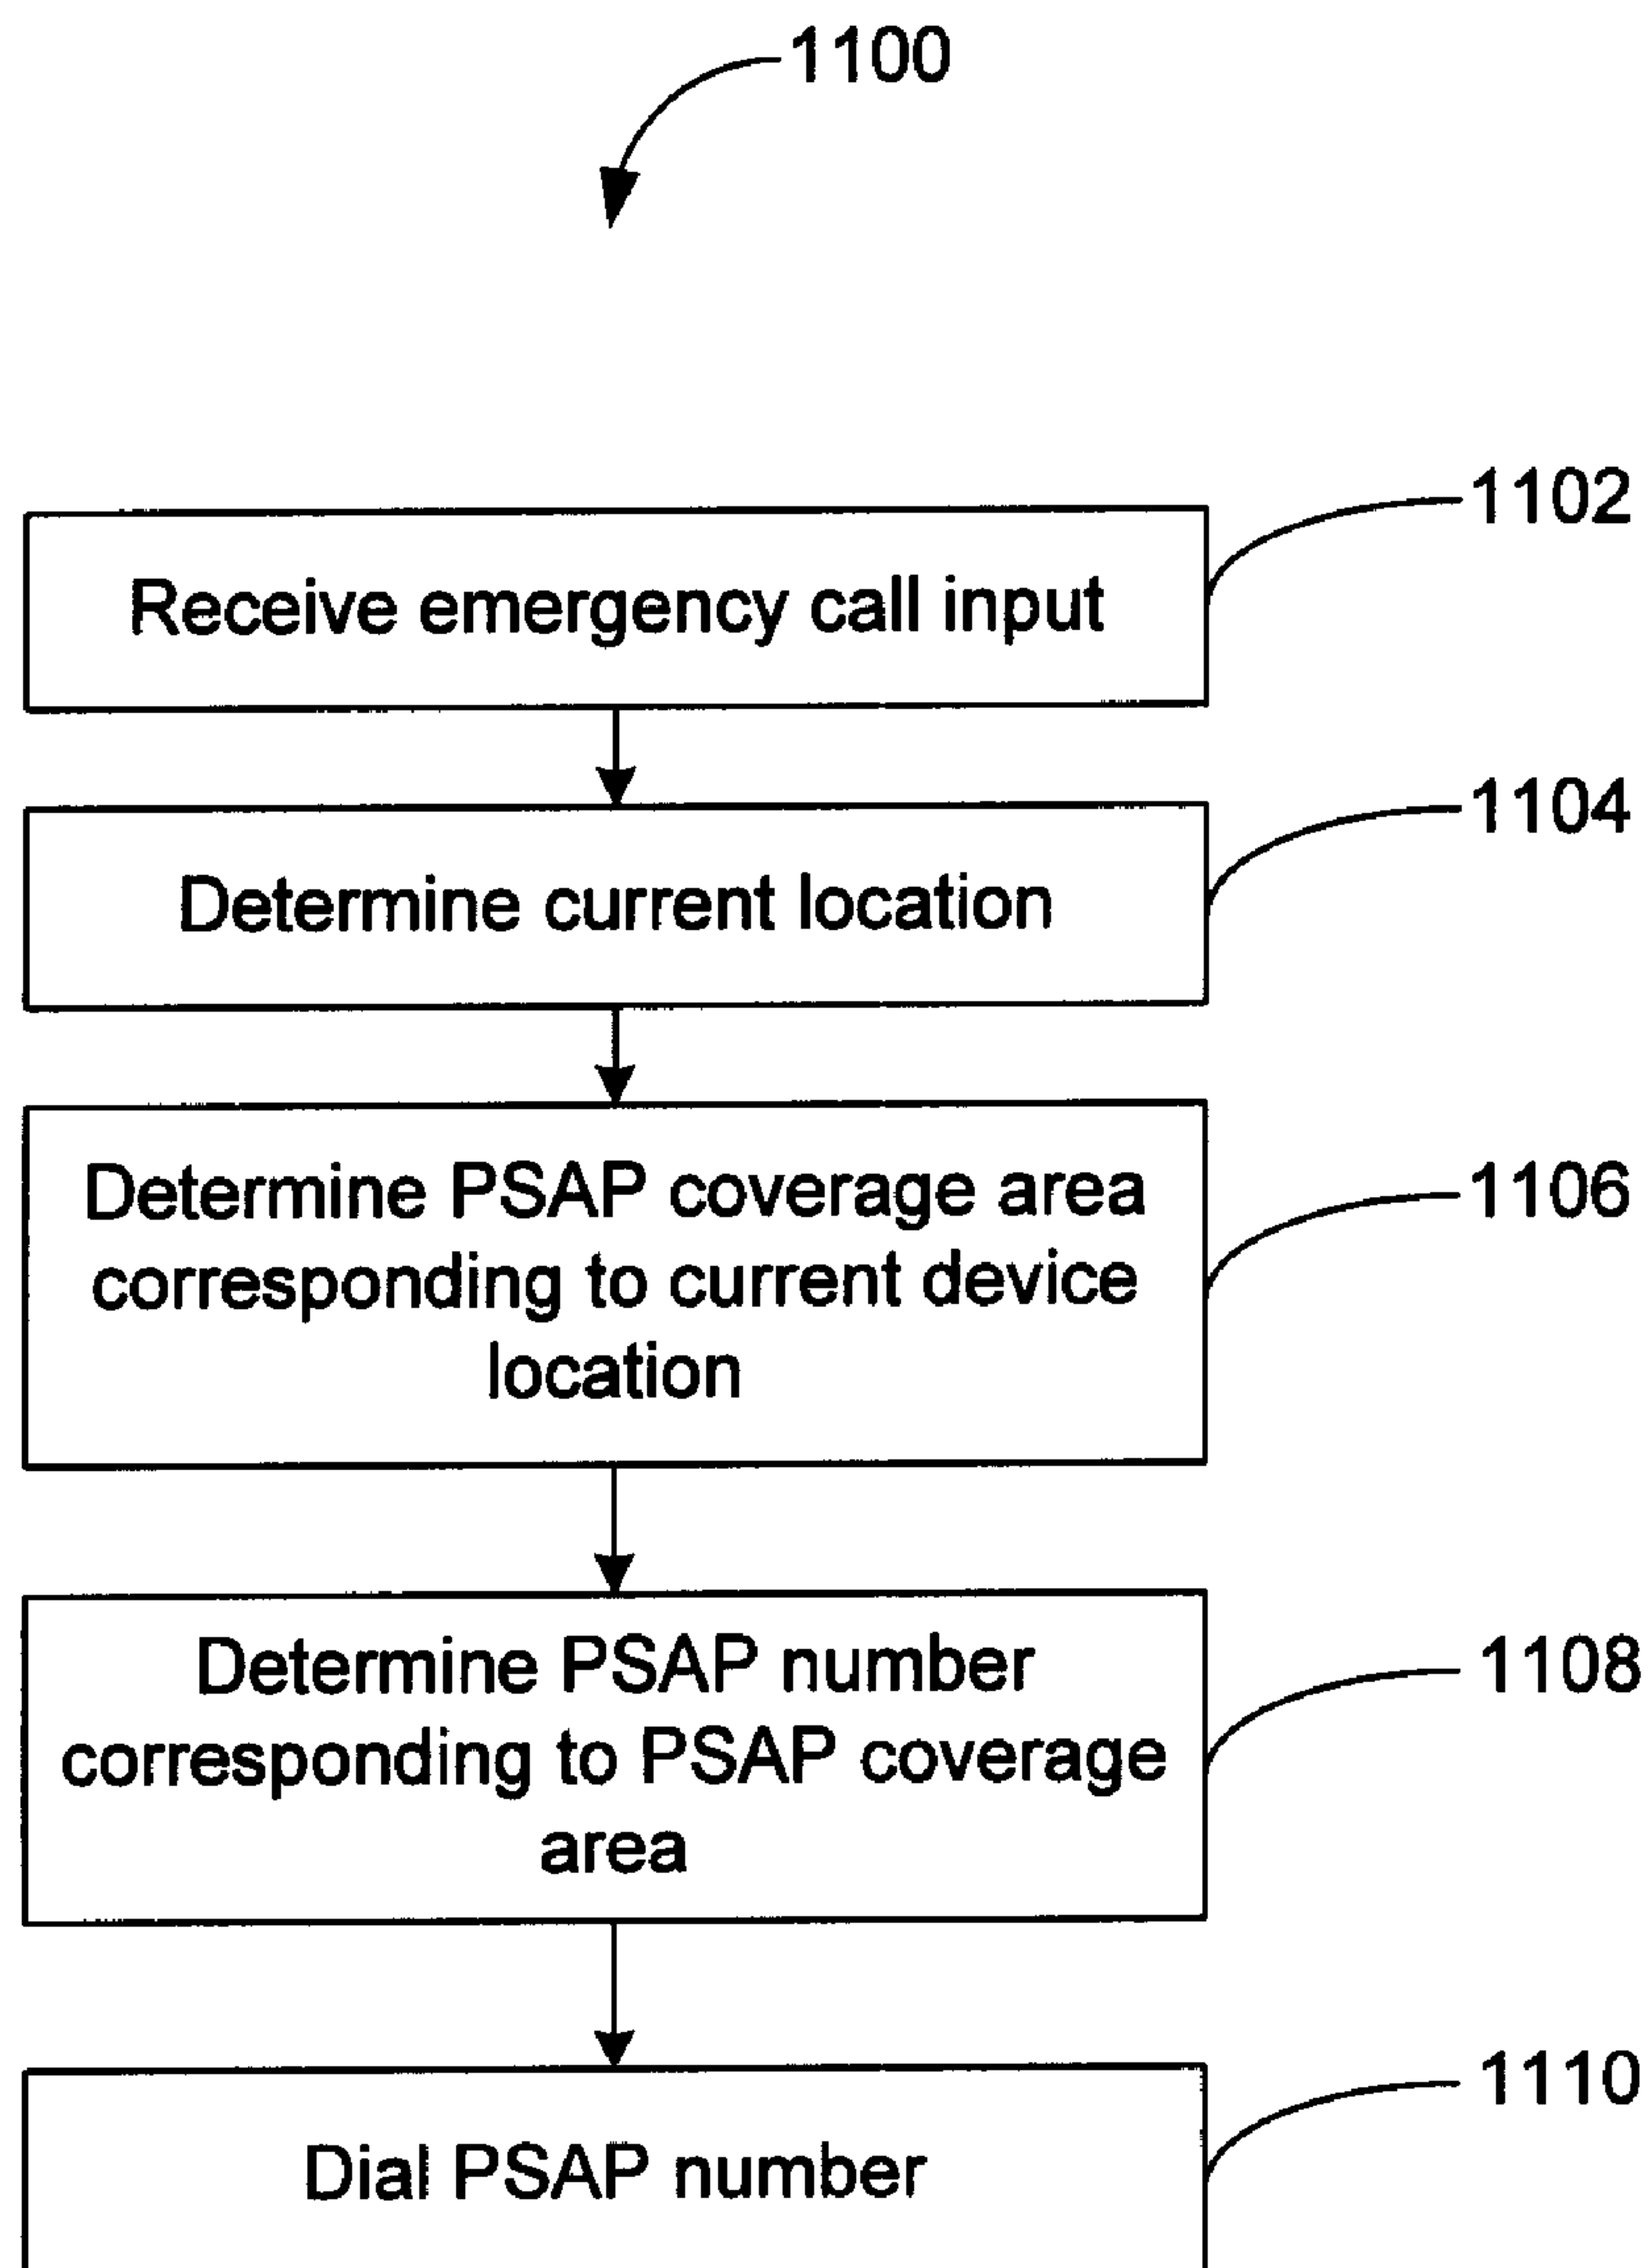 1100
1102
Receive emergency call input
1104
Determine current location
1106
Determine PSAP coverage area
corresponding to current device
location
1108
Determine PSAP number
corresponding to PSAP coverage
area
1110
Dial PSAP number